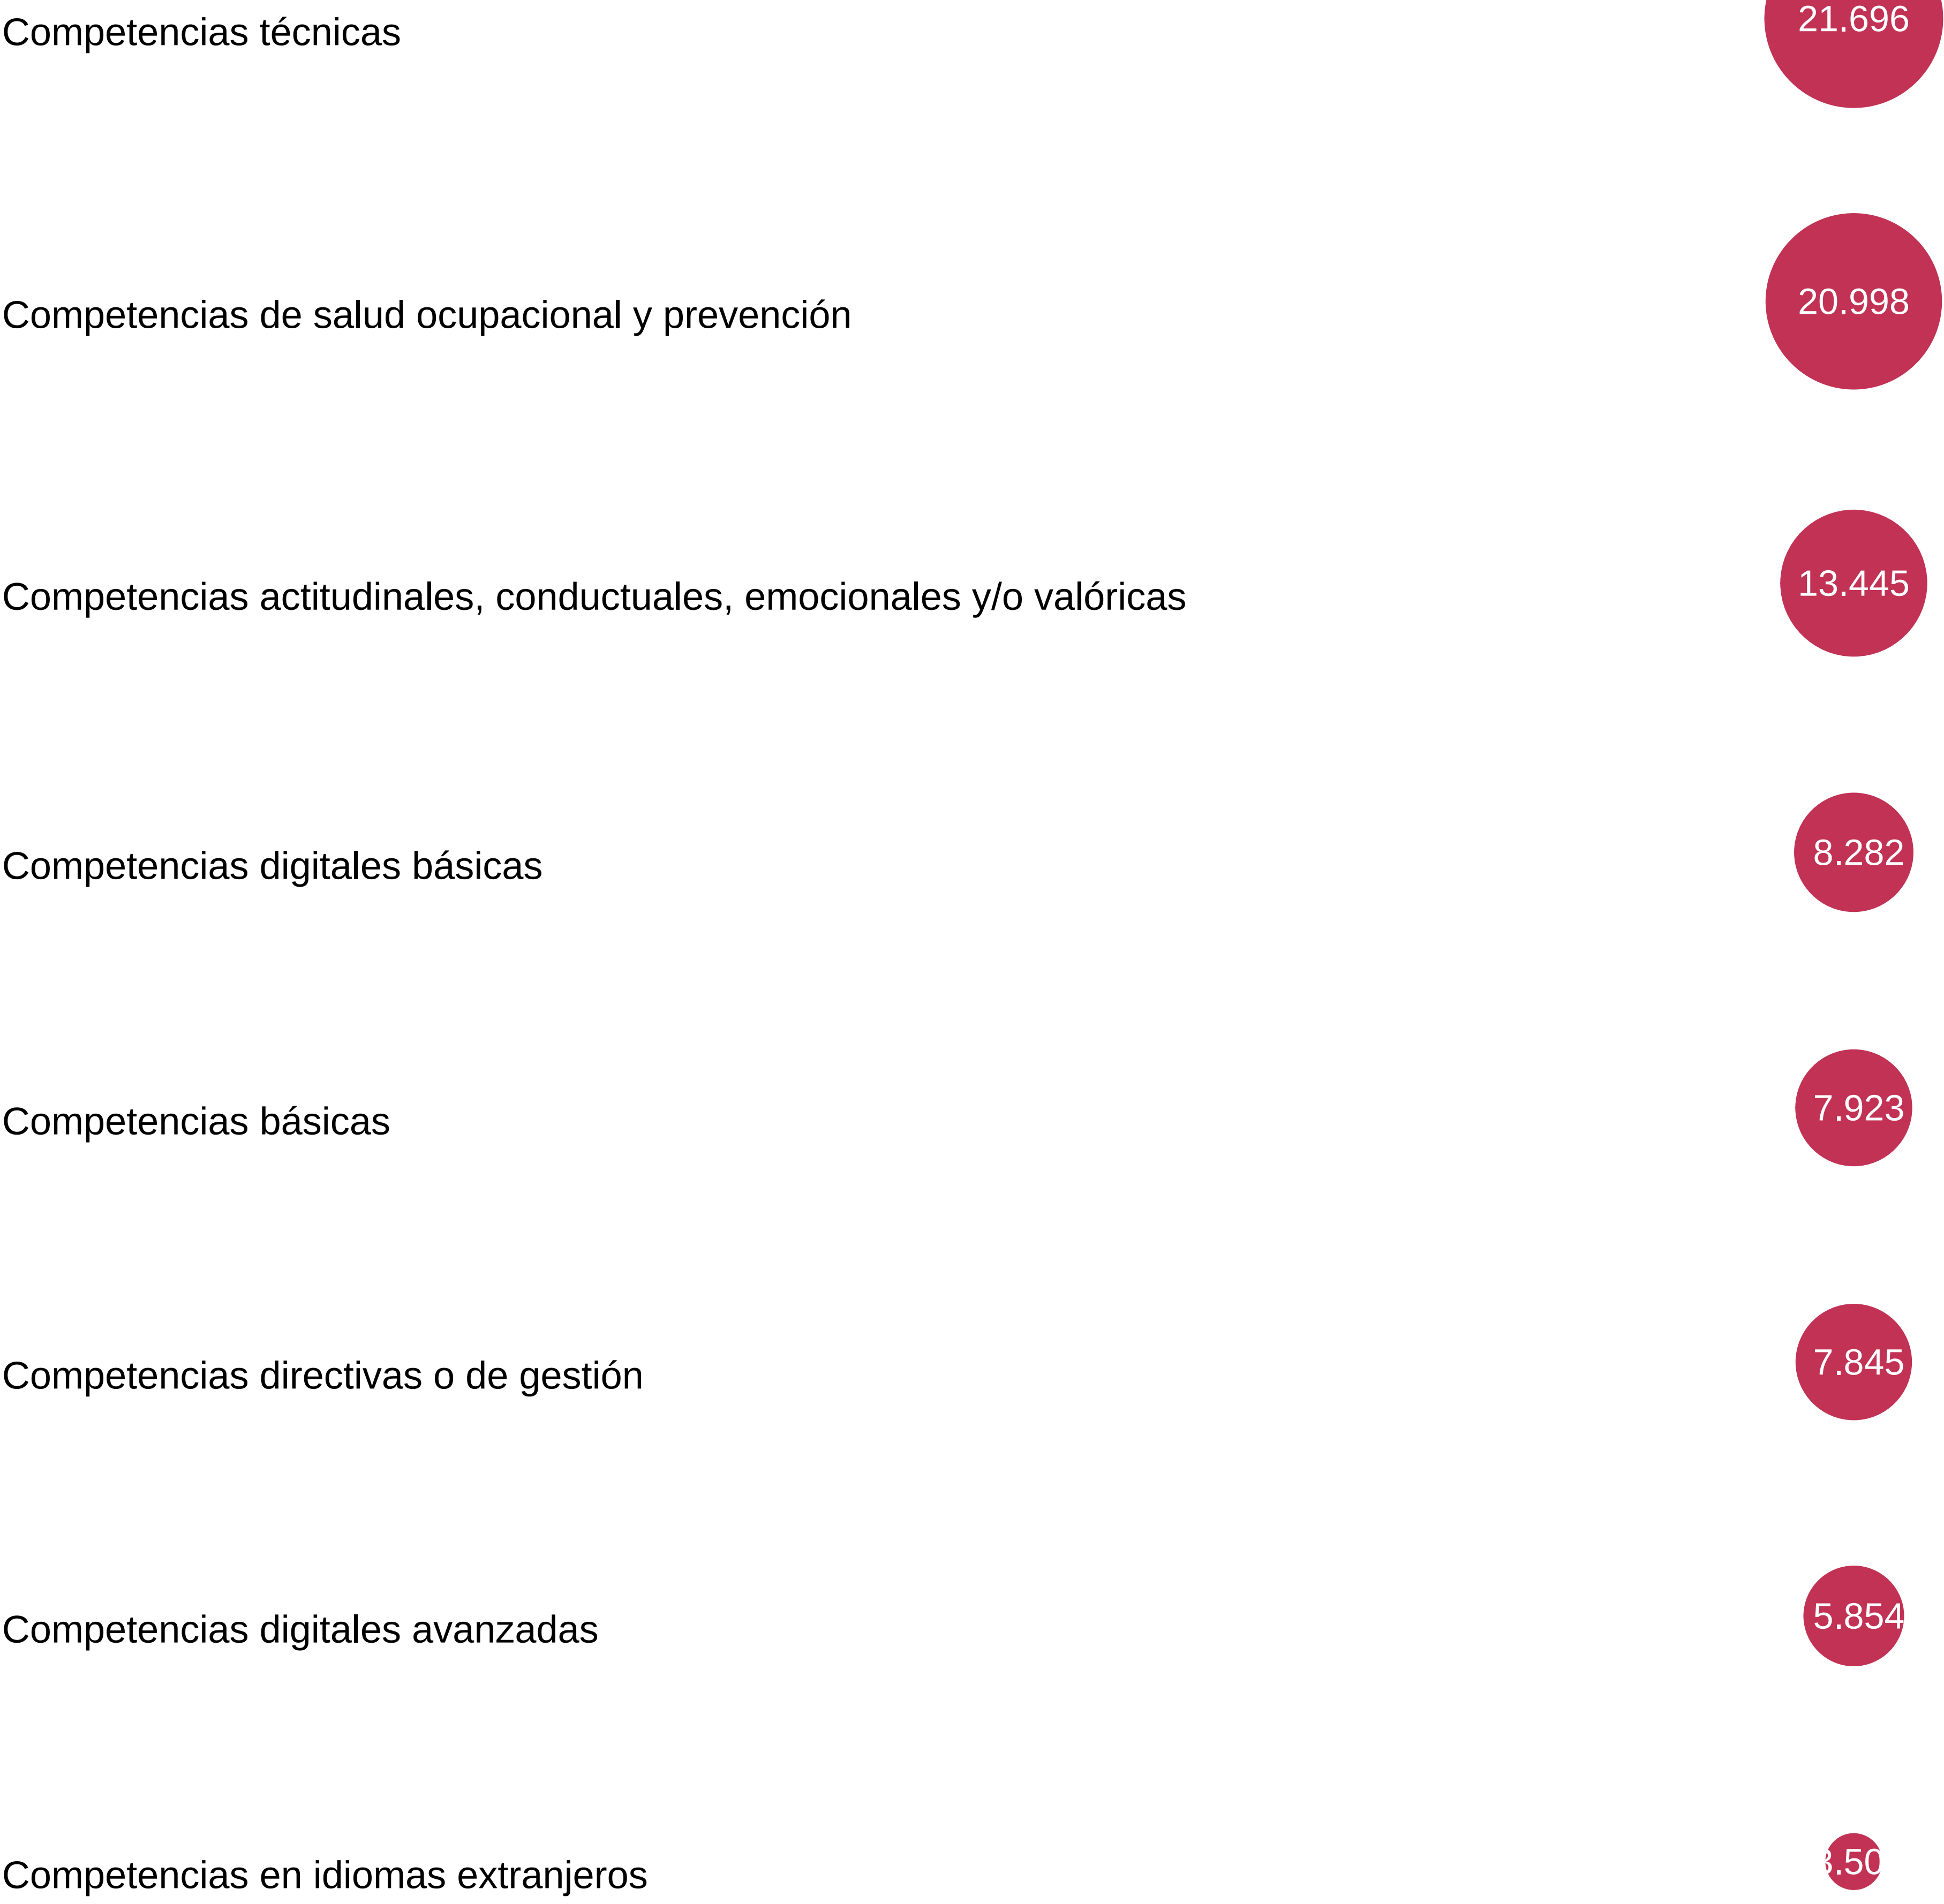 Competencias técnicas 21.696
Competencias de salud ocupacional y prevención 20.998
Competencias actitudinales, conductuales, emocionales y/o valóricas 13.445
Competencias digitales básicas 8.282
Competencias básicas 7.923
Competencias directivas o de gestión 7.845
Competencias digitales avanzadas 5.854
Competencias en idiomas extranjeros